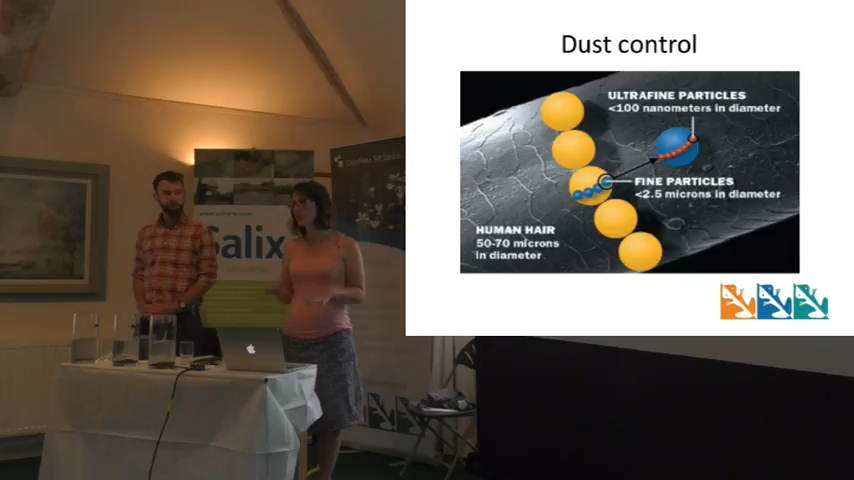 Dust control
ULTRAFINE PARTICLES
<100 nanometers in diameter
FINE PARTICLES
<2.5 microns in diameter
HUMAN HAIR
50-70 microns
in diameter
Salix